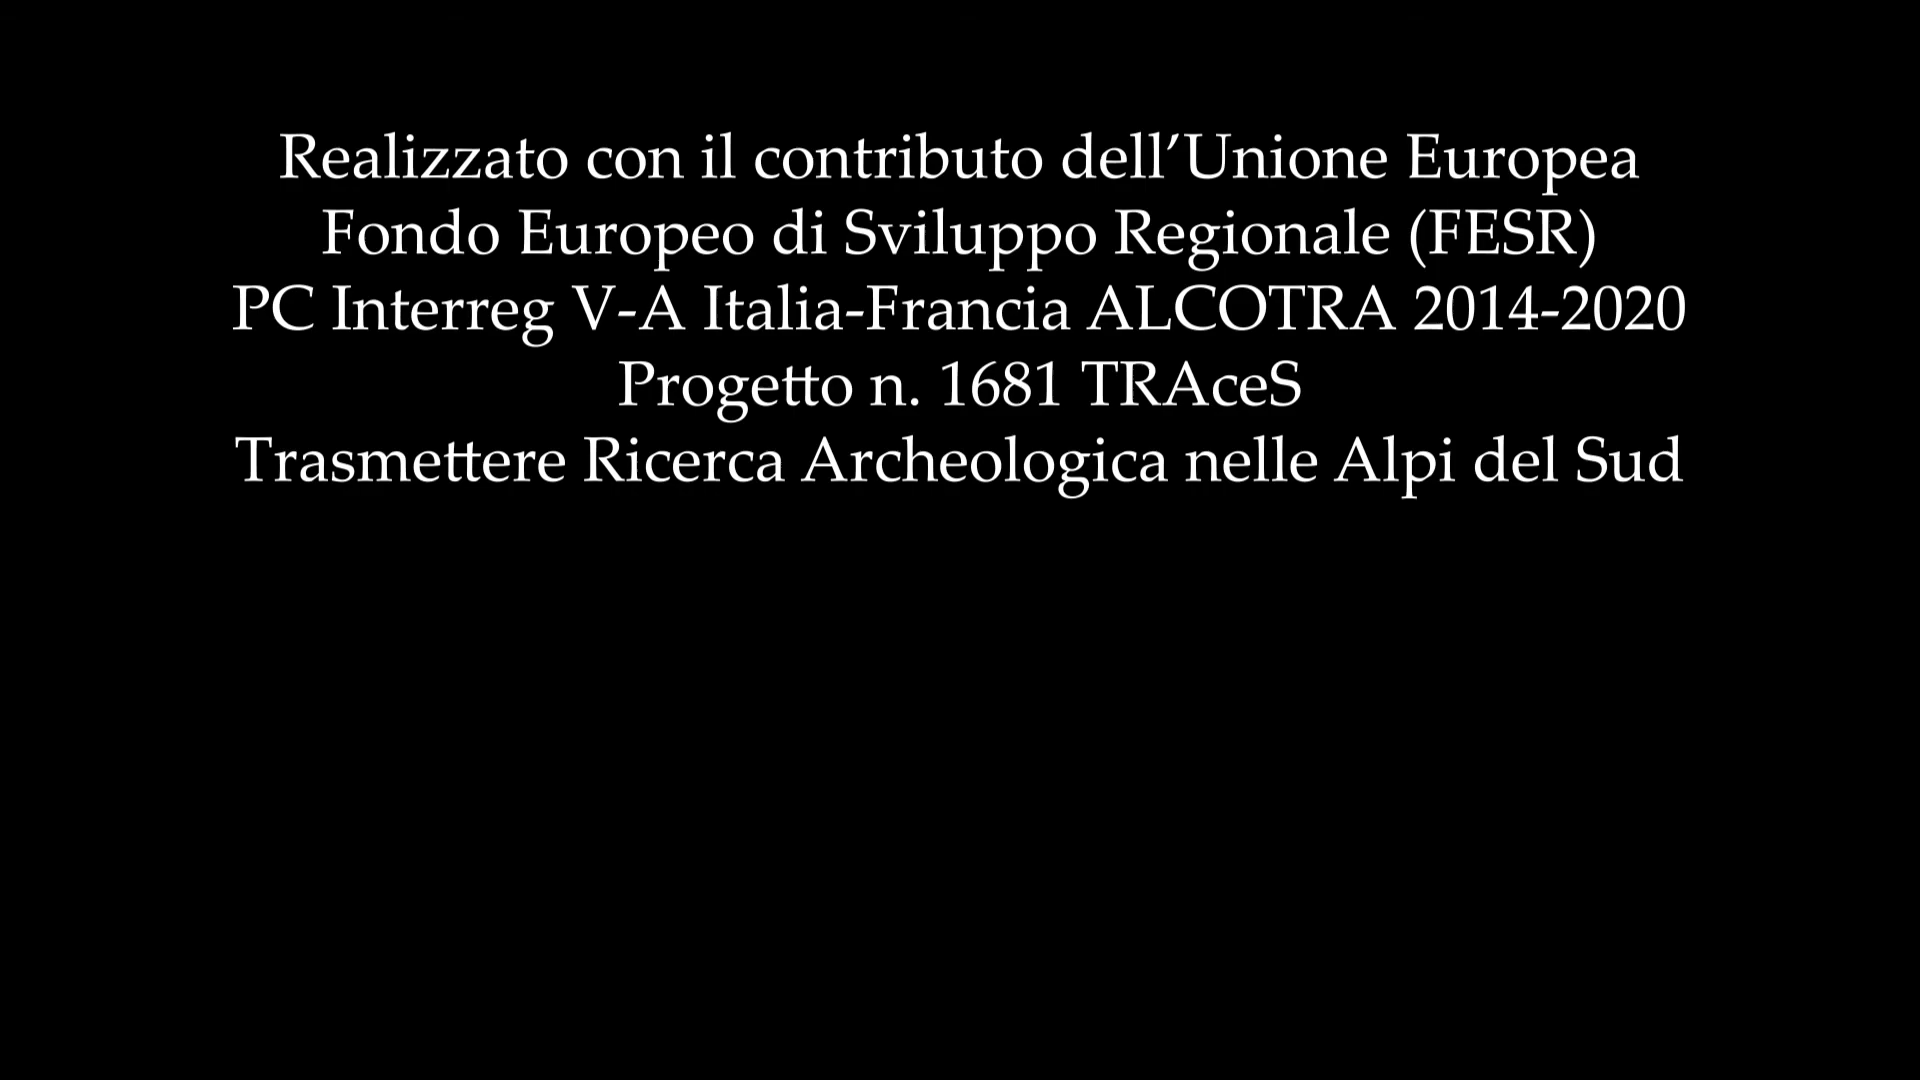 Realizzato con il contributo dell’Unione Europea
Fondo Europeo di Sviluppo Regionale (FESR)
PC Interreg V-A Italia-Francia ALCOTRA 2014-2020
Progetto n. 1681 TRAceS
Trasmettere Ricerca Archeologica nelle Alpi del Sud